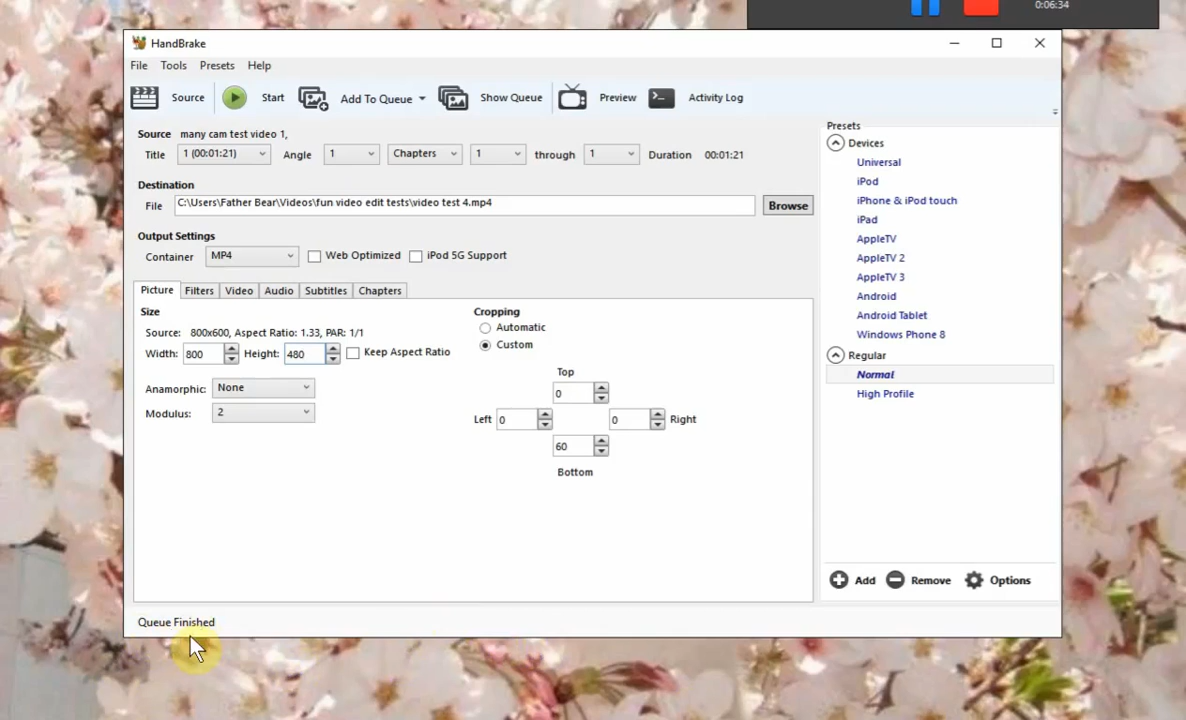 0:06:34
HandBrake
File Tools Presets Help
Source Start Add To Queue Show Queue Preview Activity Log
Source many cam test video 1,
Title 1 (00:01:21) Angle 1 Chapters 1 through 1 Duration 00:01:21
Destination
File C:\Users\Father Bear\Videos\fun video edit tests\video test 4.mp4 Browse
Output Settings
Container MP4 Web Optimized iPod 5G Support
Picture Filters Video Audio Subtitles Chapters
Size
Source: 800x600, Aspect Ratio: 1.33, PAR: 1/1
Width: 800 Height: 480 Keep Aspect Ratio
Anamorphic: None
Modulus: 2
Cropping
Automatic
Custom
Top
0
Left 0 0 Right
60
Bottom
Presets
Devices
Universal
iPod
iPhone & iPod touch
iPad
AppleTV
AppleTV 2
AppleTV 3
Android
Android Tablet
Windows Phone 8
Regular
Normal
High Profile
Add Remove Options
Queue Finished